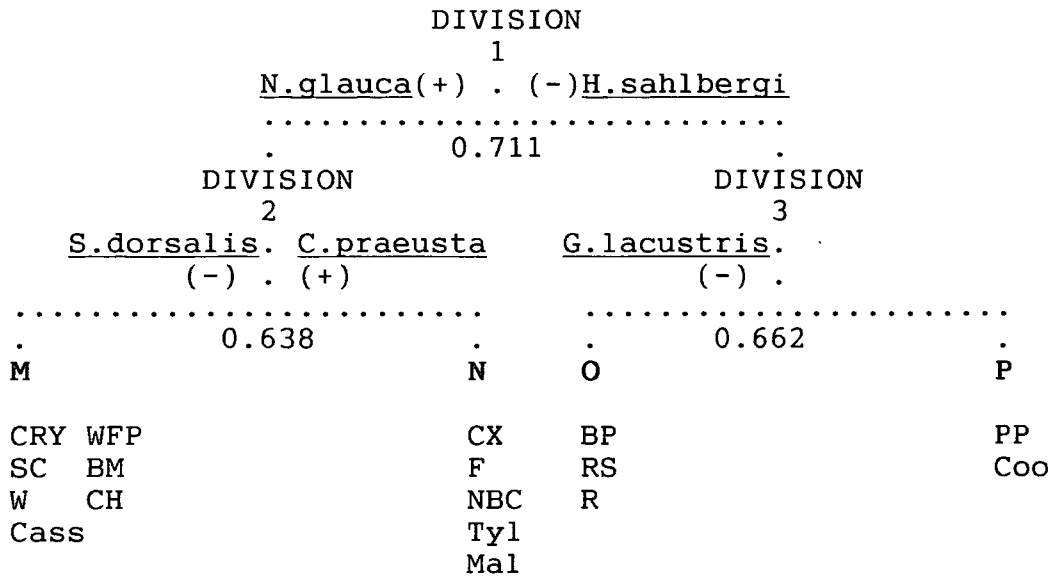 DIVISION
1
N.glauca(+) . (-)H.sahlbergi
...........................
. 0.711 .
DIVISION DIVISION
2 3
S.dorsalis. C.praeusta G.lacustris.
(-) . (+) (-) .
........................ ......................
. 0.638 . . 0.662 .
M N O P
CRY WFP CX BP PP
SC BM F RS Coo
W CH NBC R
Cass Tyl
Mal